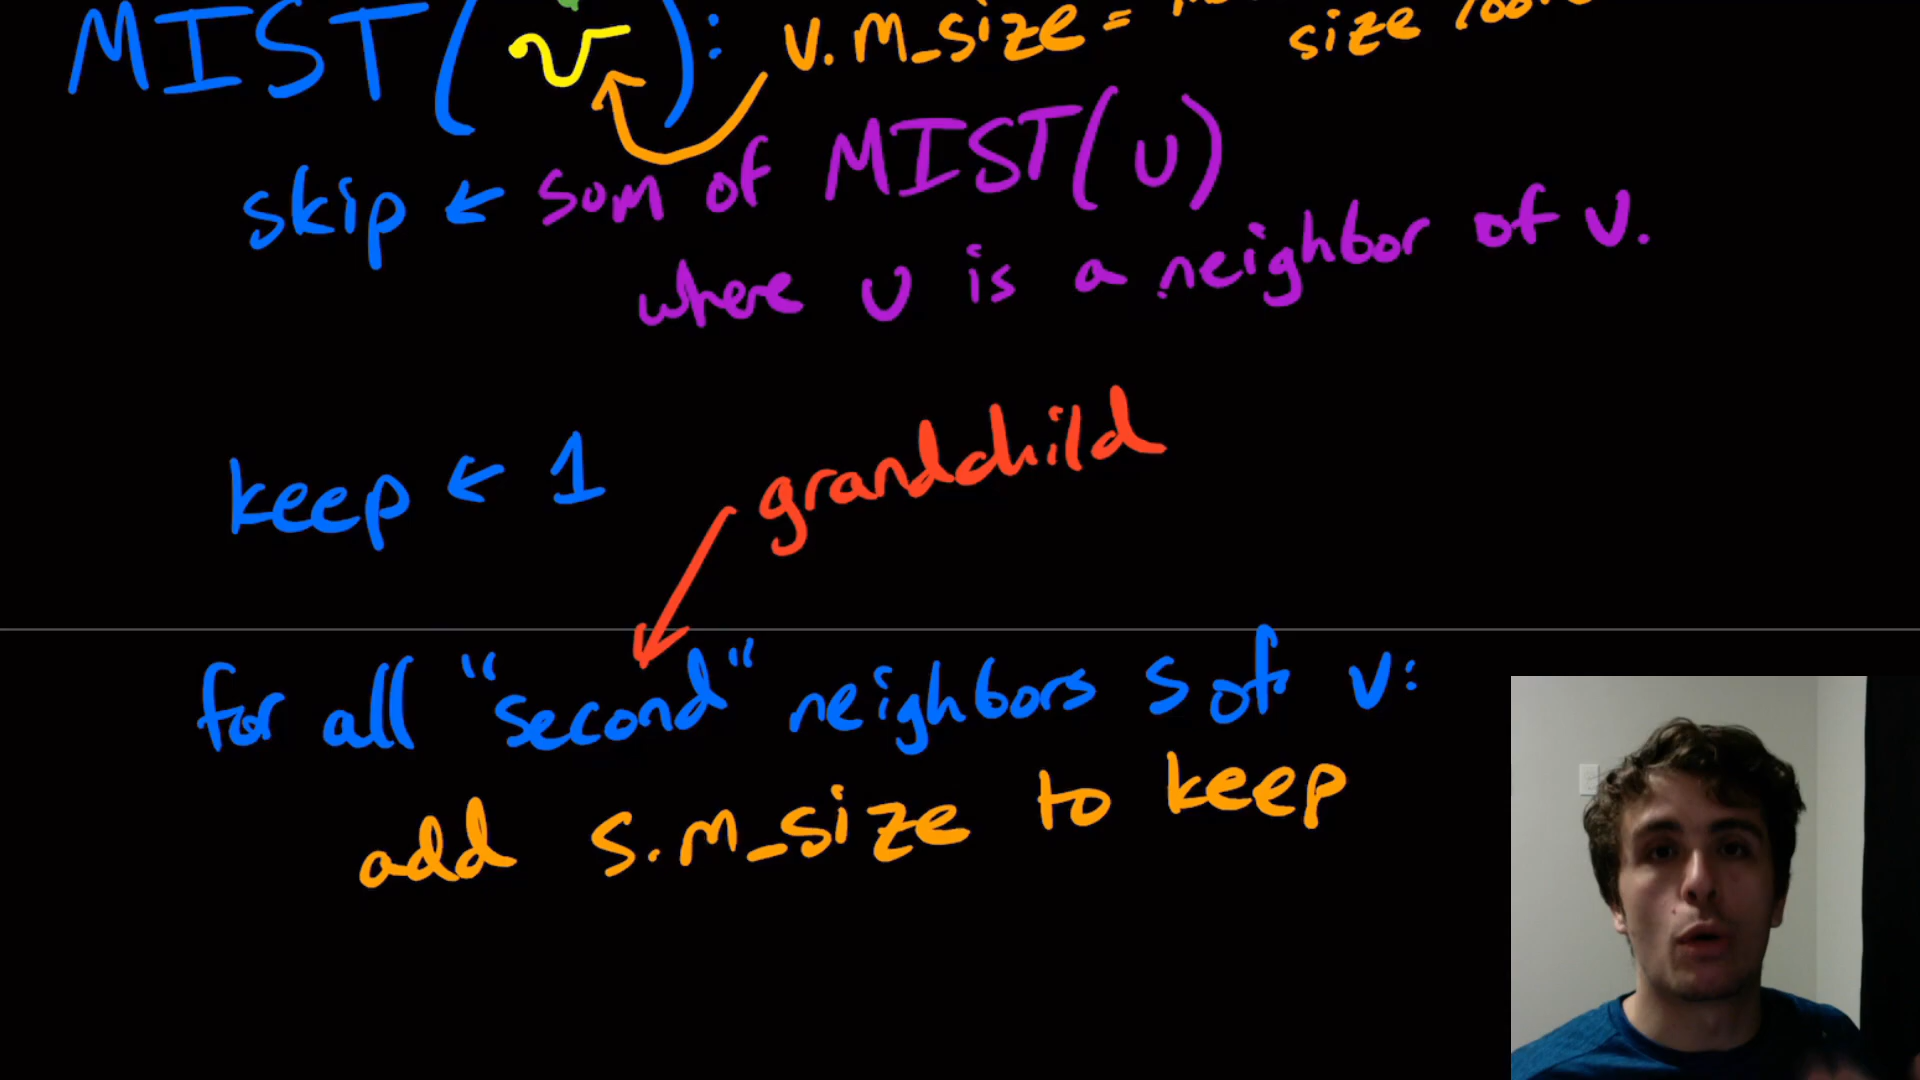 MIST(v): v.m_size =
size
skip ← sum of MIST(u)
where u is a neighbor of v.
keep ← 1
grandchild
for all "second" neighbors s of v:
add s.m_size to keep